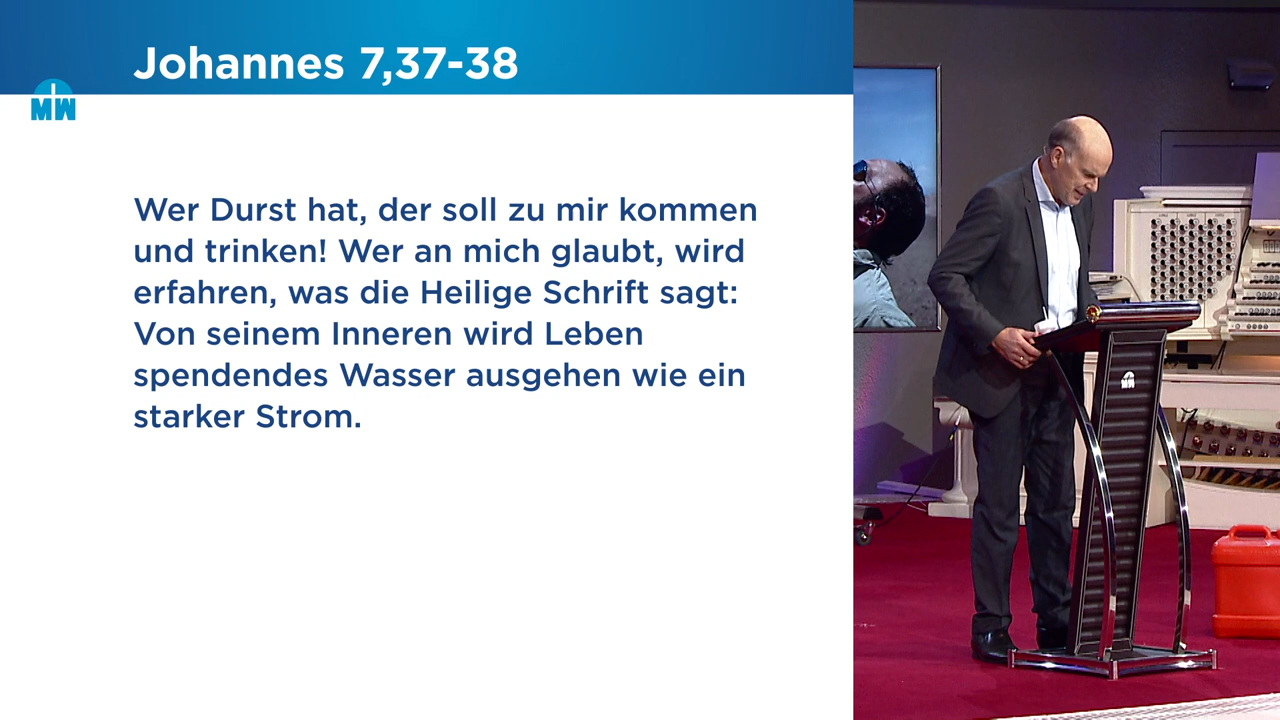 Johannes 7,37-38
MW
Wer Durst hat, der soll zu mir kommen
und trinken! Wer an mich glaubt, wird
erfahren, was die Heilige Schrift sagt:
Von seinem Inneren wird Leben
spendendes Wasser ausgehen wie ein
starker Strom.
MW